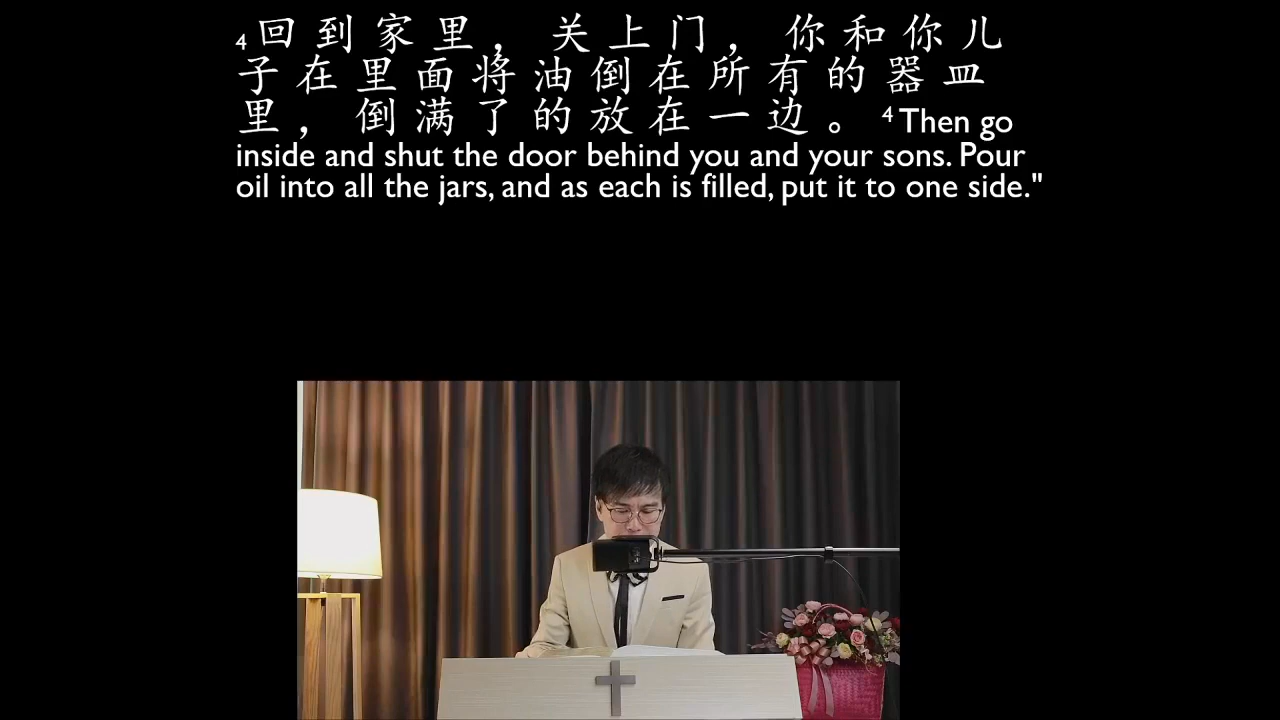 4 回到家里，关上门，你和你儿
子在里面将油倒在所有的器皿
里，倒满了的放在一边。 4 Then go
inside and shut the door behind you and your sons. Pour
oil into all the jars, and as each is filled, put it to one side."